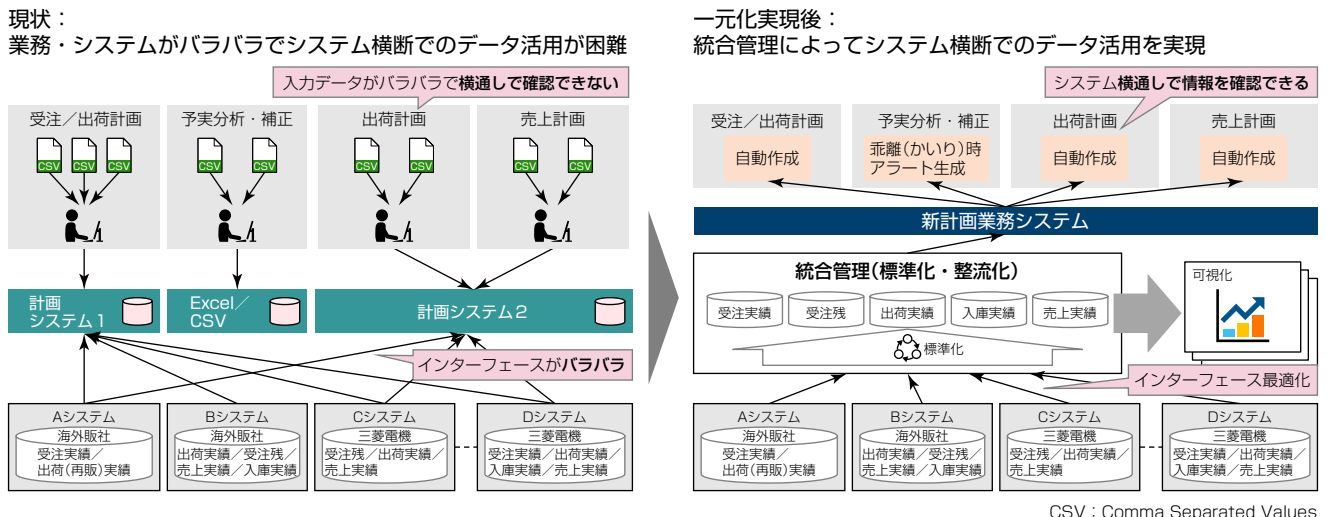 現状：
業務・システムがバラバラでシステム横断でのデータ活用が困難
入力データがバラバラで横通しで確認できない
受注／出荷計画
予実分析・補正
出荷計画
売上計画
CSV CSV CSV
CSV CSV
CSV CSV
CSV CSV
計画
システム1
Excel／
CSV
計画システム2
インターフェースがバラバラ
Aシステム
海外販社
受注実績／
出荷(再販)実績
Bシステム
海外販社
出荷実績／受注残／
売上実績／入庫実績
Cシステム
三菱電機
受注残／出荷実績／
売上実績
Dシステム
三菱電機
受注実績／出荷実績／
入庫実績／売上実績
一元化実現後：
統合管理によってシステム横断でのデータ活用を実現
システム横通しで情報を確認できる
受注／出荷計画
自動作成
予実分析・補正
乖離(かいり)時
アラート生成
出荷計画
自動作成
売上計画
自動作成
新計画業務システム
統合管理(標準化・整流化)
受注実績
受注残
出荷実績
入庫実績
売上実績
標準化
可視化
インターフェース最適化
Aシステム
海外販社
受注実績／
出荷(再販)実績
Bシステム
海外販社
出荷実績／受注残／
売上実績／入庫実績
Cシステム
三菱電機
受注残／出荷実績／
売上実績
Dシステム
三菱電機
受注実績／出荷実績／
入庫実績／売上実績
CSV：Comma Separated Values